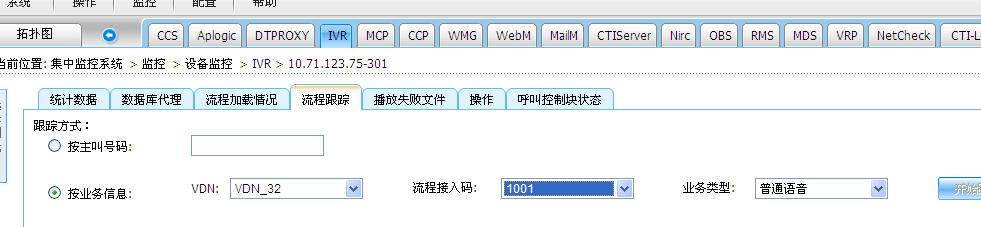 系统 操作 监控 配置 帮助
拓扑图 CCS Aplogic DTPROXY IVR MCP CCP WMG WebM MailM CTIServer Nirc OBS RMS MDS VRP NetCheck CTI-L
当前位置: 集中监控系统 > 监控 > 设备监控 > IVR > 10.71.123.75-301
统计数据 数据库代理 流程加载情况 流程跟踪 播放失败文件 操作 呼叫控制块状态
跟踪方式：
按主叫号码:
按业务信息: VDN: VDN_32 流程接入码: 1001 业务类型: 普通语音 开始